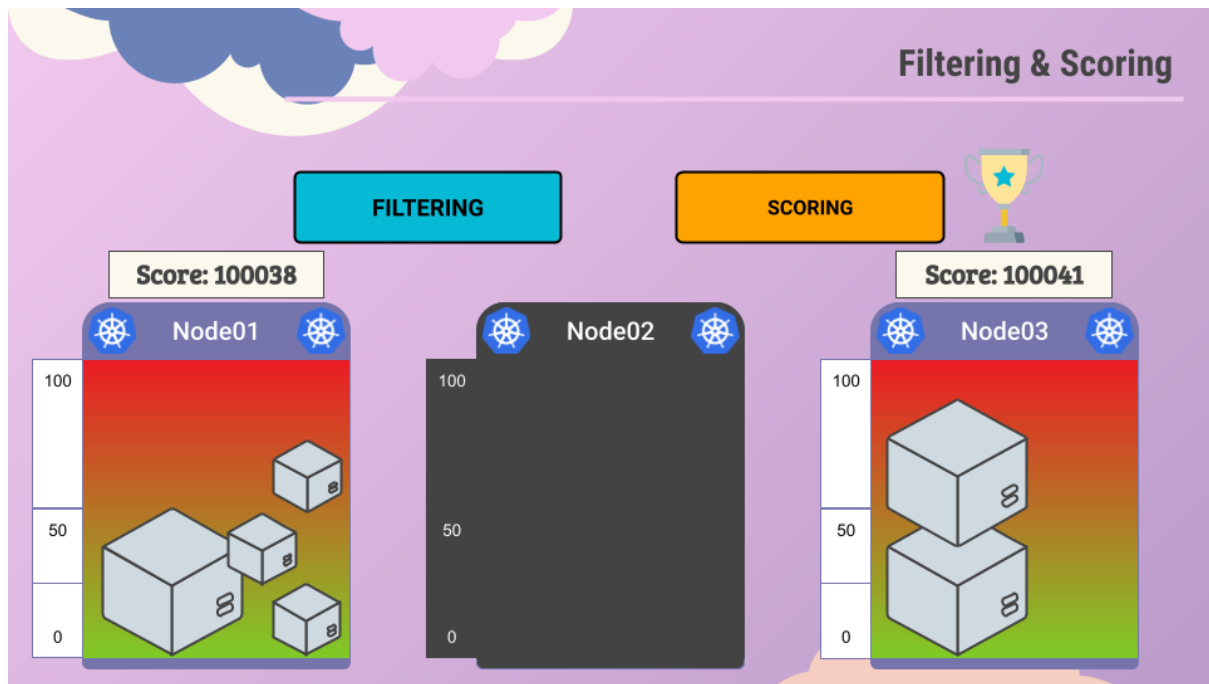 Filtering & Scoring
FILTERING
SCORING
Score: 100038
Score: 100041
Node01
Node02
Node03
100
50
0
100
50
0
100
50
0